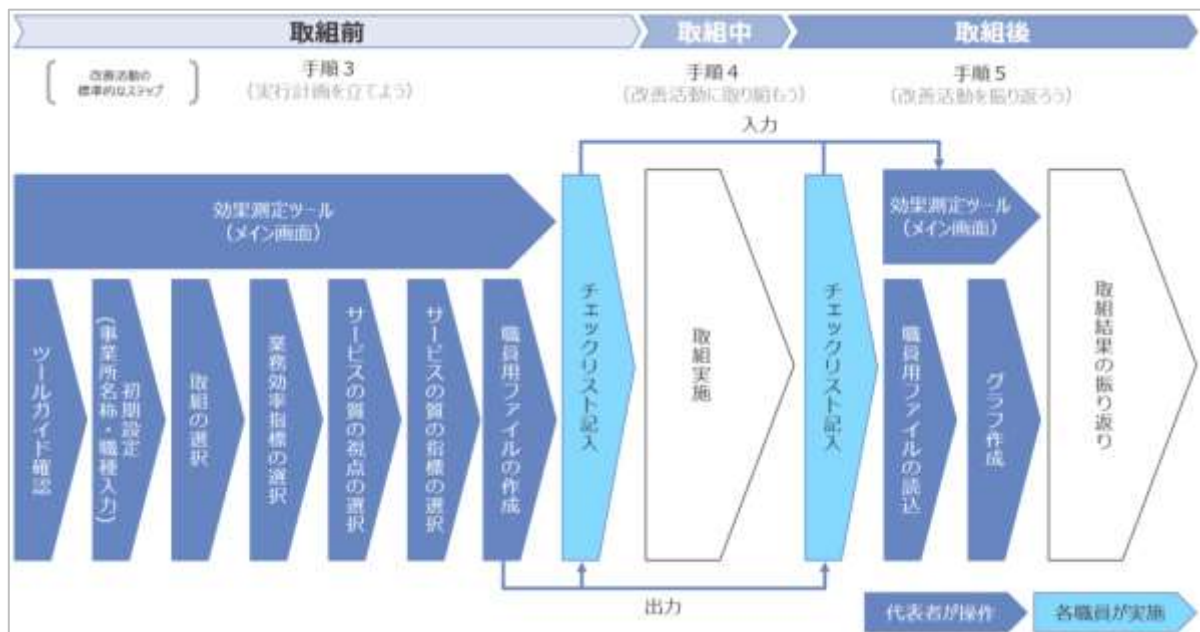 取組前
取組中
取組後
改善活動の
標準的なステップ
手順3
(実行計画を立てよう)
手順4
(改善活動に取り組もう)
手順5
(改善活動を振り返ろう)
入力
効果測定ツール
(メイン画面)
ツールガイド確認
初期設定
(事業所名称・職種入力)
取組の選択
業務効率指標の選択
サービスの質の視点の選択
サービスの質の指標の選択
職員用ファイルの作成
チェックリスト記入
取組実施
チェックリスト記入
効果測定ツール
(メイン画面)
職員用ファイルの読込
グラフ作成
取組結果の振り返り
出力
代表者が操作
各職員が実施